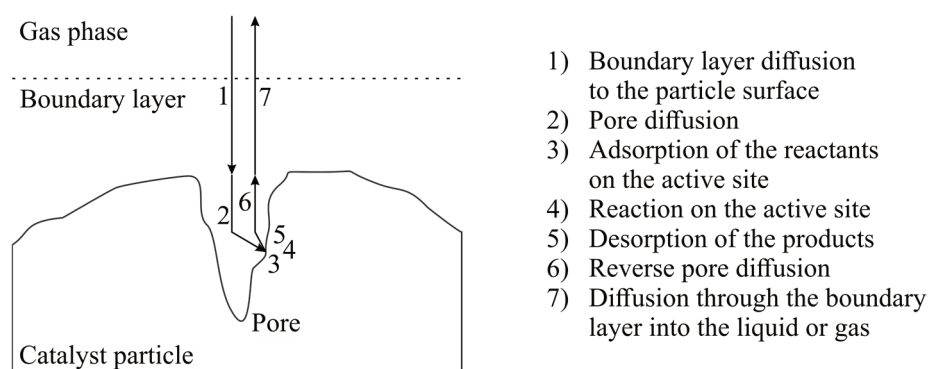 Gas phase
Boundary layer
1
7
2
6
5
4
3
Pore
Catalyst particle
1) Boundary layer diffusion
to the particle surface
2) Pore diffusion
3) Adsorption of the reactants
on the active site
4) Reaction on the active site
5) Desorption of the products
6) Reverse pore diffusion
7) Diffusion through the boundary
layer into the liquid or gas